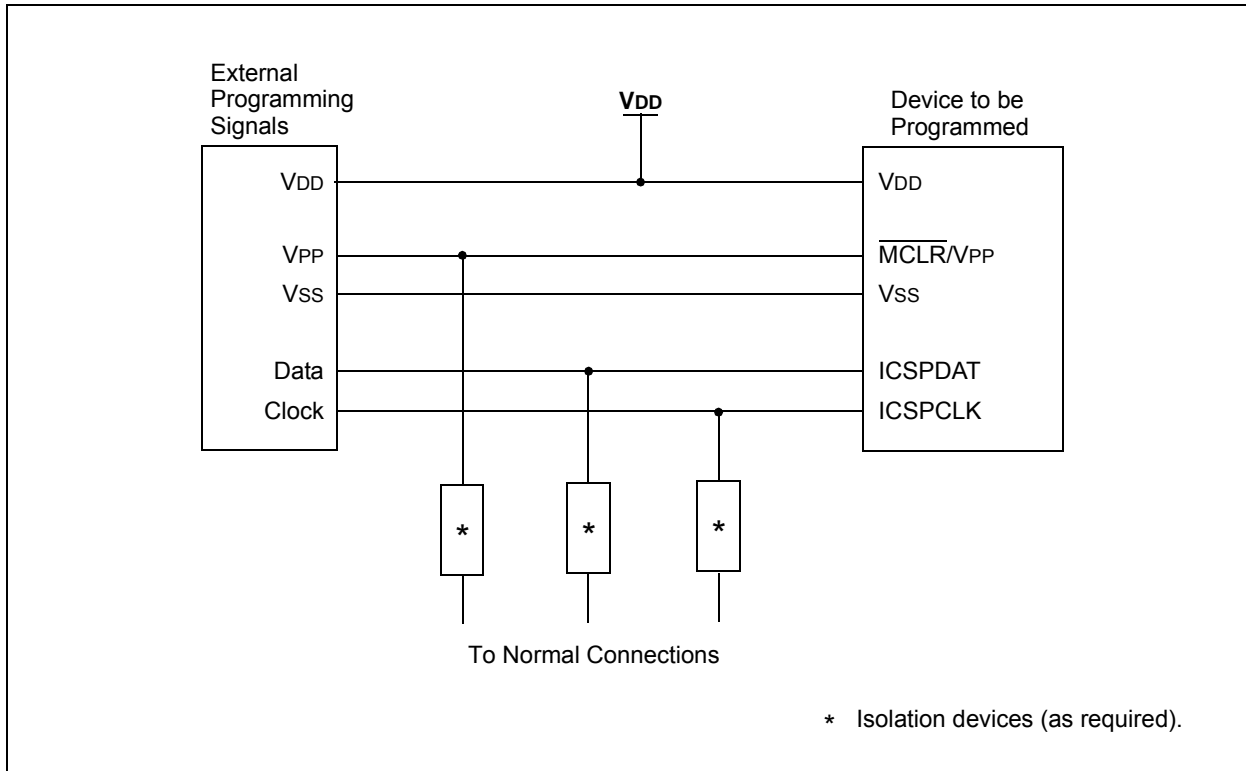 External
Programming
Signals
VDD
Device to be
Programmed
VDD
VDD
VPP
MCLR/VPP
VSS
VSS
Data
ICSPDAT
Clock
ICSPCLK
*
*
*
To Normal Connections
* Isolation devices (as required).